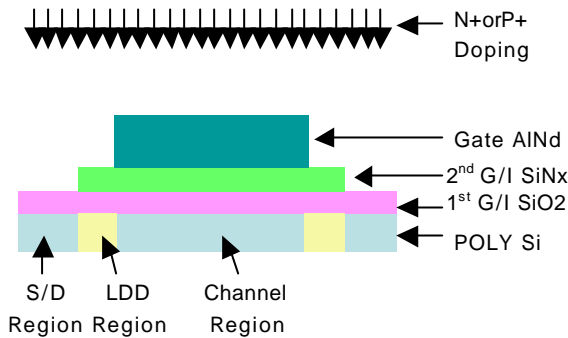 N+orP+
Doping
Gate AlNd
2nd G/I SiNx
1st G/I SiO2
POLY Si
S/D LDD Channel
Region Region Region